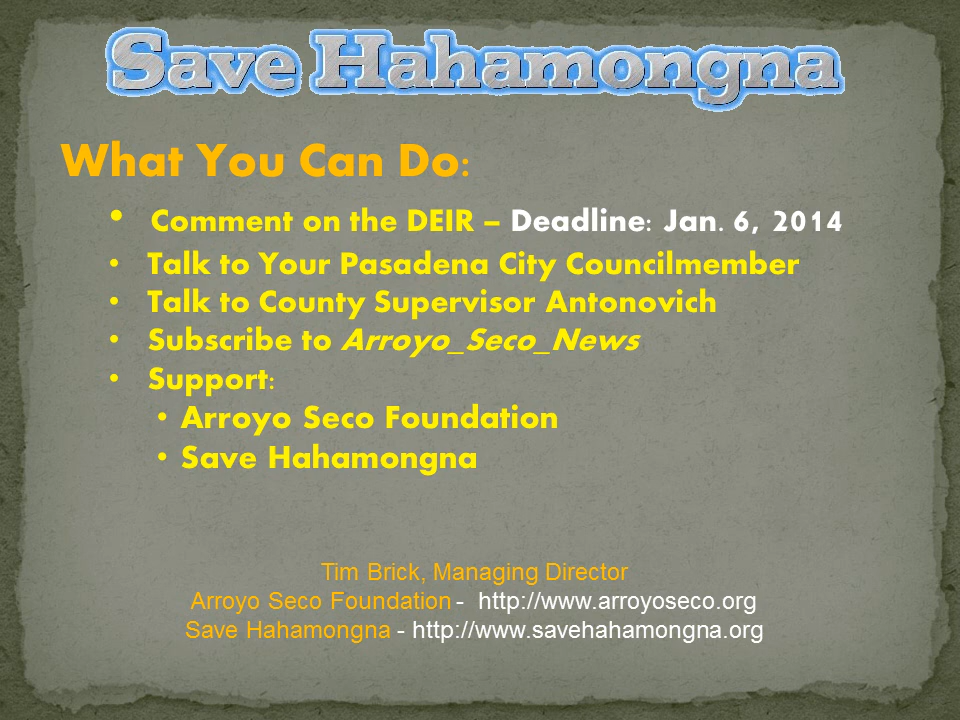 Save Hahamongna
What You Can Do:
• Comment on the DEIR – Deadline: Jan. 6, 2014
• Talk to Your Pasadena City Councilmember
• Talk to County Supervisor Antonovich
• Subscribe to Arroyo_Seco_News
• Support:
• Arroyo Seco Foundation
• Save Hahamongna
Tim Brick, Managing Director
Arroyo Seco Foundation - http://www.arroyoseco.org
Save Hahamongna - http://www.savehahamongna.org